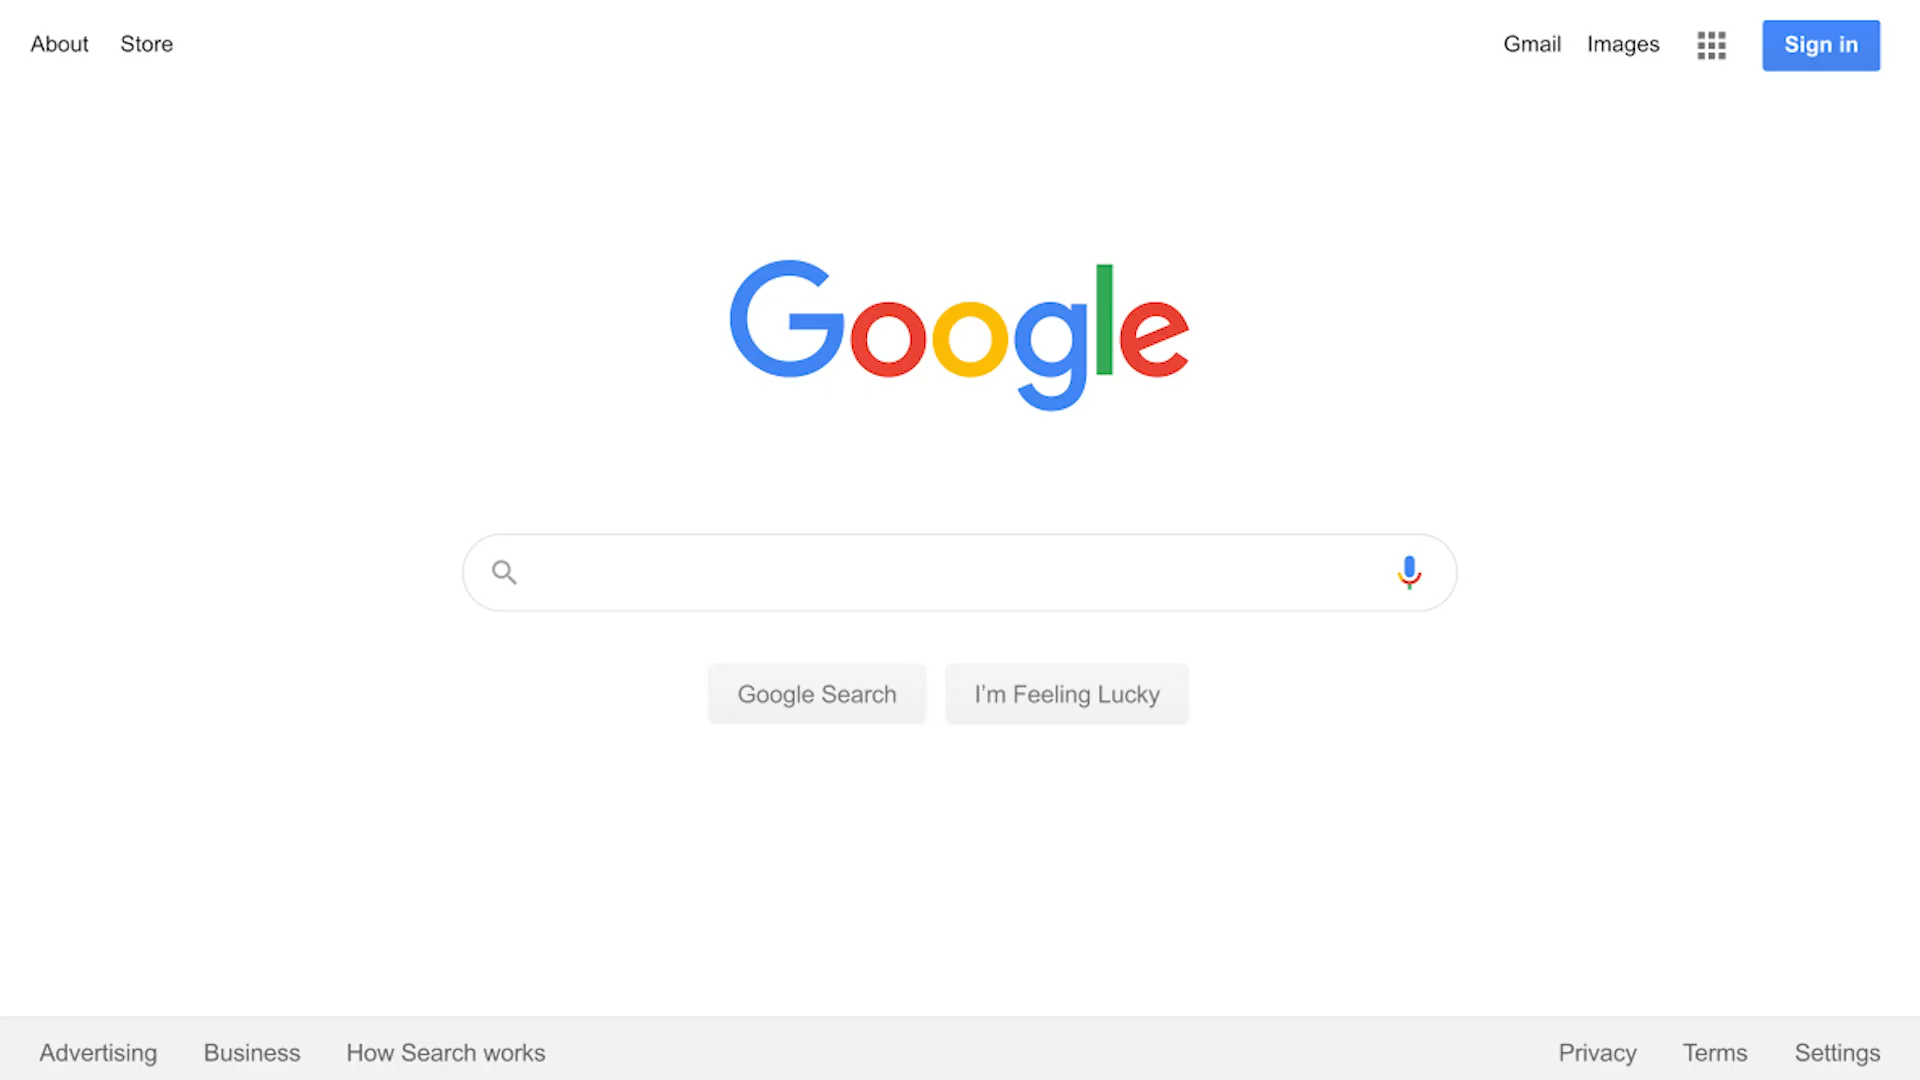 About Store Gmail Images Sign in
Google
Google Search I’m Feeling Lucky
Advertising Business How Search works Privacy Terms Settings